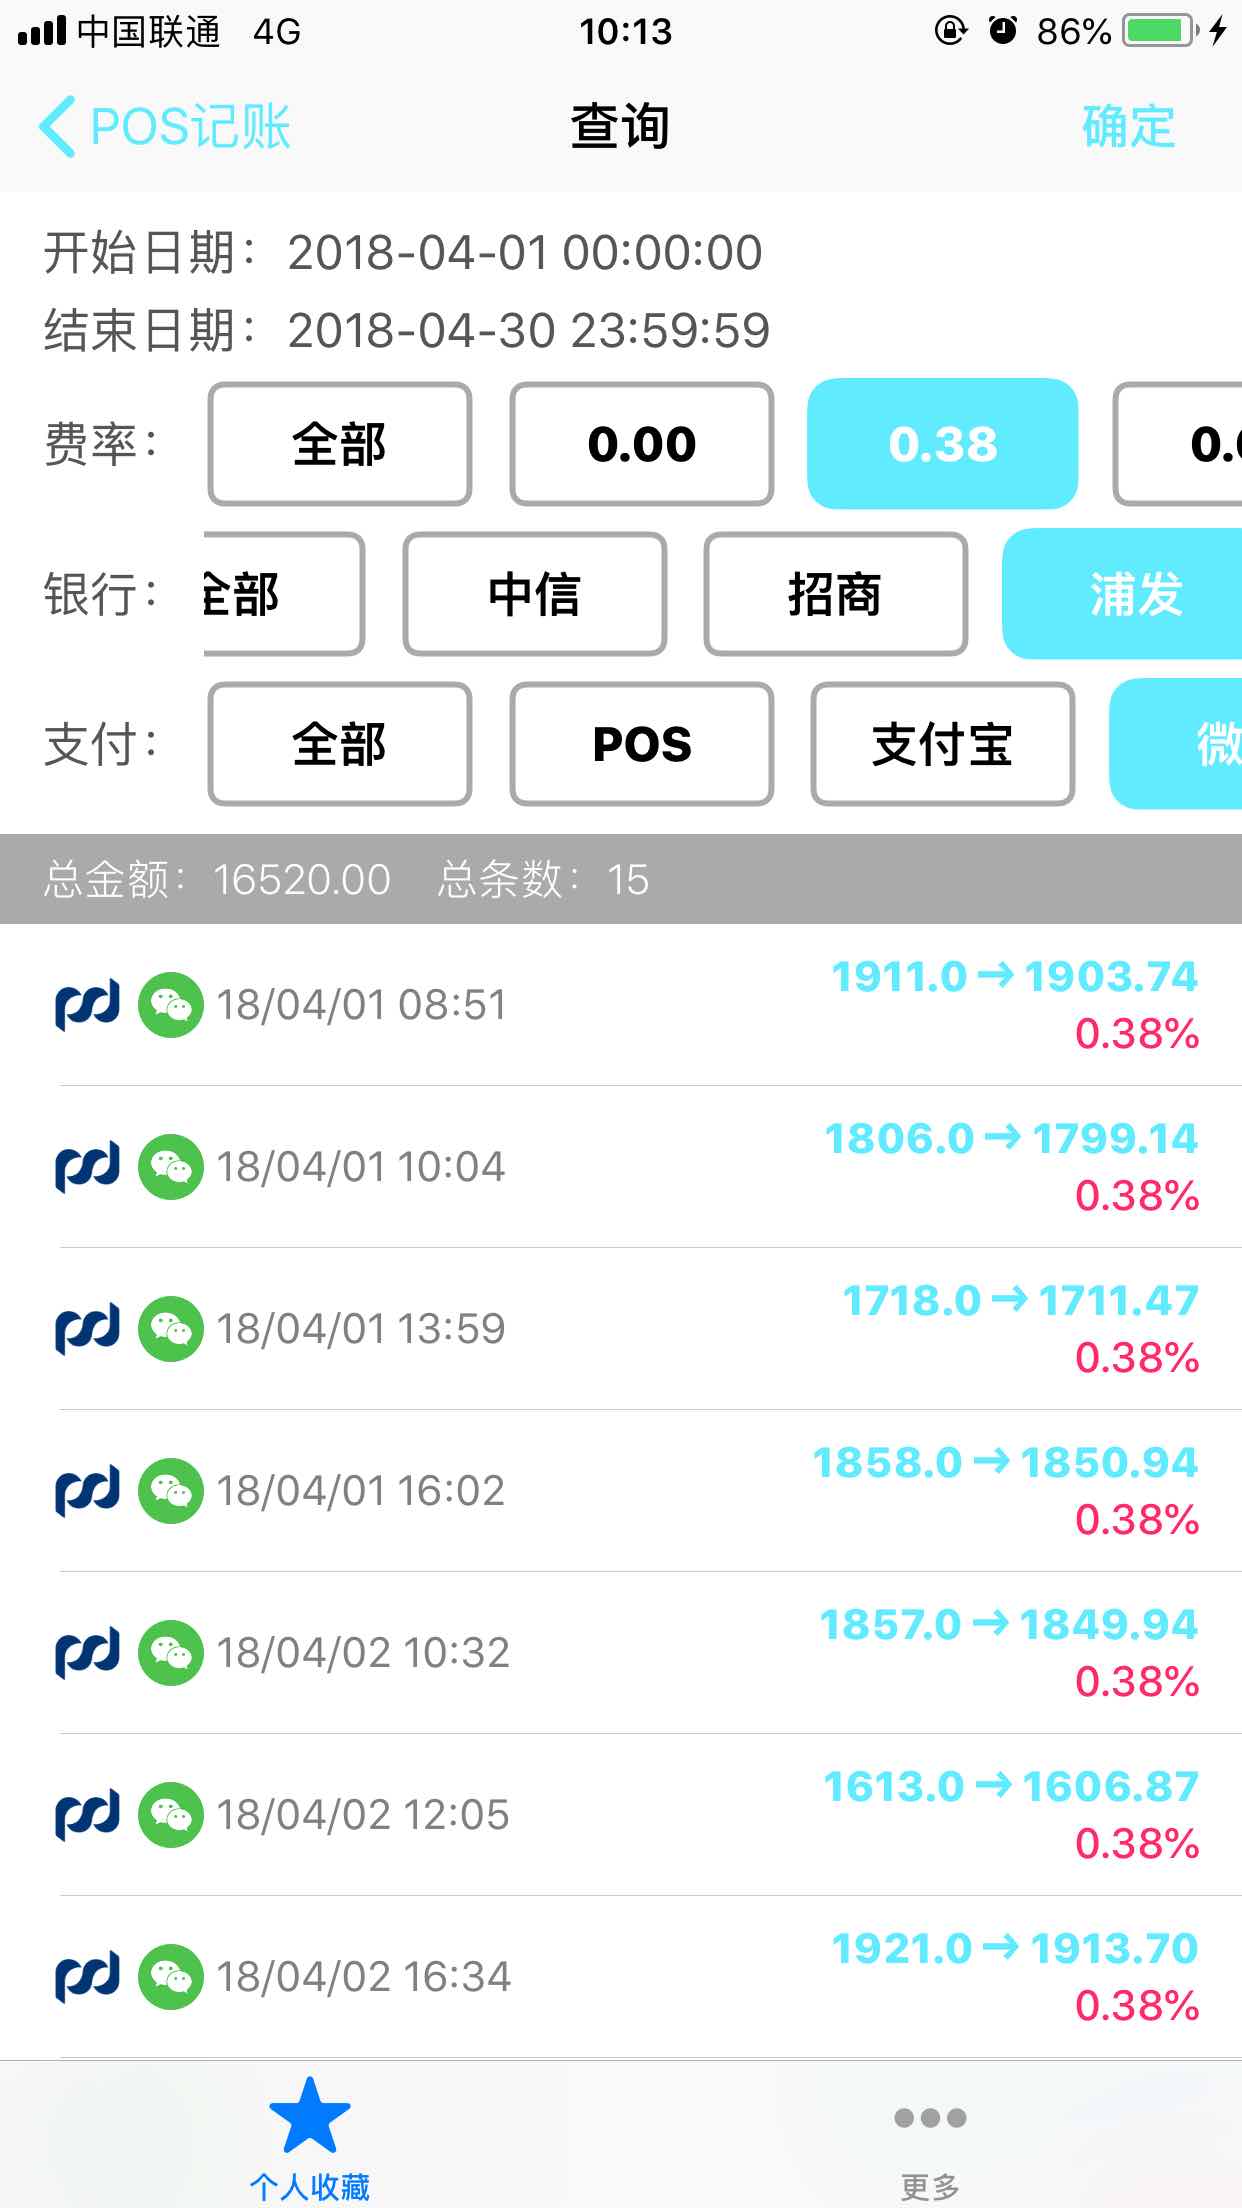 中国联通 4G 10:13 86%
POS记账 查询 确定
开始日期： 2018-04-01 00:00:00
结束日期： 2018-04-30 23:59:59
费率： 全部 0.00 0.38 0.
银行： 全部 中信 招商 浦发
支付： 全部 POS 支付宝 微
总金额： 16520.00 总条数： 15
1911.0 → 1903.74
18/04/01 08:51
0.38%
1806.0 → 1799.14
18/04/01 10:04
0.38%
1718.0 → 1711.47
18/04/01 13:59
0.38%
1858.0 → 1850.94
18/04/01 16:02
0.38%
1857.0 → 1849.94
18/04/02 10:32
0.38%
1613.0 → 1606.87
18/04/02 12:05
0.38%
1921.0 → 1913.70
18/04/02 16:34
0.38%
个人收藏 更多